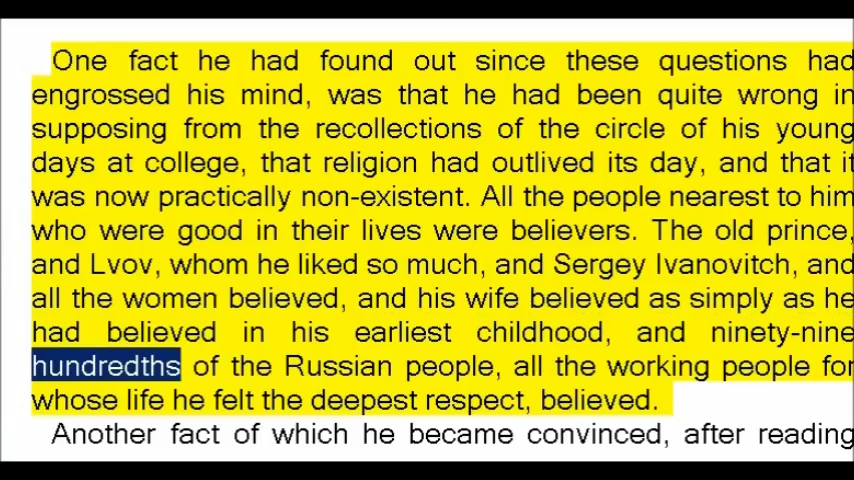 One fact he had found out since these questions had
engrossed his mind, was that he had been quite wrong in
supposing from the recollections of the circle of his young
days at college, that religion had outlived its day, and that it
was now practically non-existent. All the people nearest to him
who were good in their lives were believers. The old prince,
and Lvov, whom he liked so much, and Sergey Ivanovitch, and
all the women believed, and his wife believed as simply as he
had believed in his earliest childhood, and ninety-nine
hundredths of the Russian people, all the working people for
whose life he felt the deepest respect, believed.
Another fact of which he became convinced, after reading